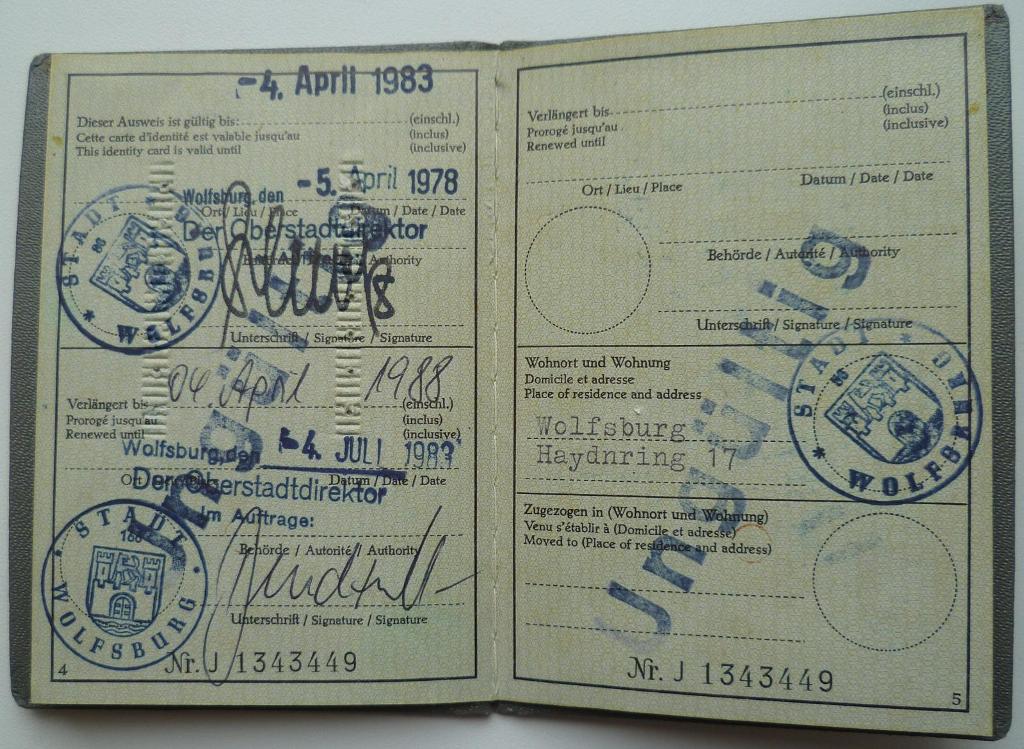 -4. April 1983
Dieser Ausweis ist gültig bis: (einschl.)
Cette carte d'identité est valable jusqu'au (inclus)
This identity card is valid until (inclusive)
Wolfsburg, den -5. April 1978
Ort / Lieu / Place Datum / Date / Date
Der Oberstadtdirektor
Behörde / Autorité / Authority
Unterschrift / Signature / Signature
STADT WOLFSBURG
04. April 1988
Verlängert bis (einschl.)
Prorogé jusqu'au (inclus)
Renewed until (inclusive)
Wolfsburg, den -4. JULI 1983
Datum / Date / Date
Der Oberstadtdirektor
Im Auftrage:
Behörde / Autorité / Authority
Unterschrift / Signature / Signature
STADT WOLFSBURG
Nr. J 1343449
4
Ungültig
Verlängert bis (einschl.)
Prorogé jusqu'au (inclus)
Renewed until (inclusive)
Ort / Lieu / Place Datum / Date / Date
Behörde / Autorité / Authority
Unterschrift / Signature / Signature
Wohnort und Wohnung
Domicile et adresse
Place of residence and address
Wolfsburg
Haydnring 17
STADT WOLFSBURG
Zugezogen in (Wohnort und Wohnung)
Venu s'établir à (Domicile et adresse)
Moved to (Place of residence and address)
Ungültig
Nr. J 1343449
5